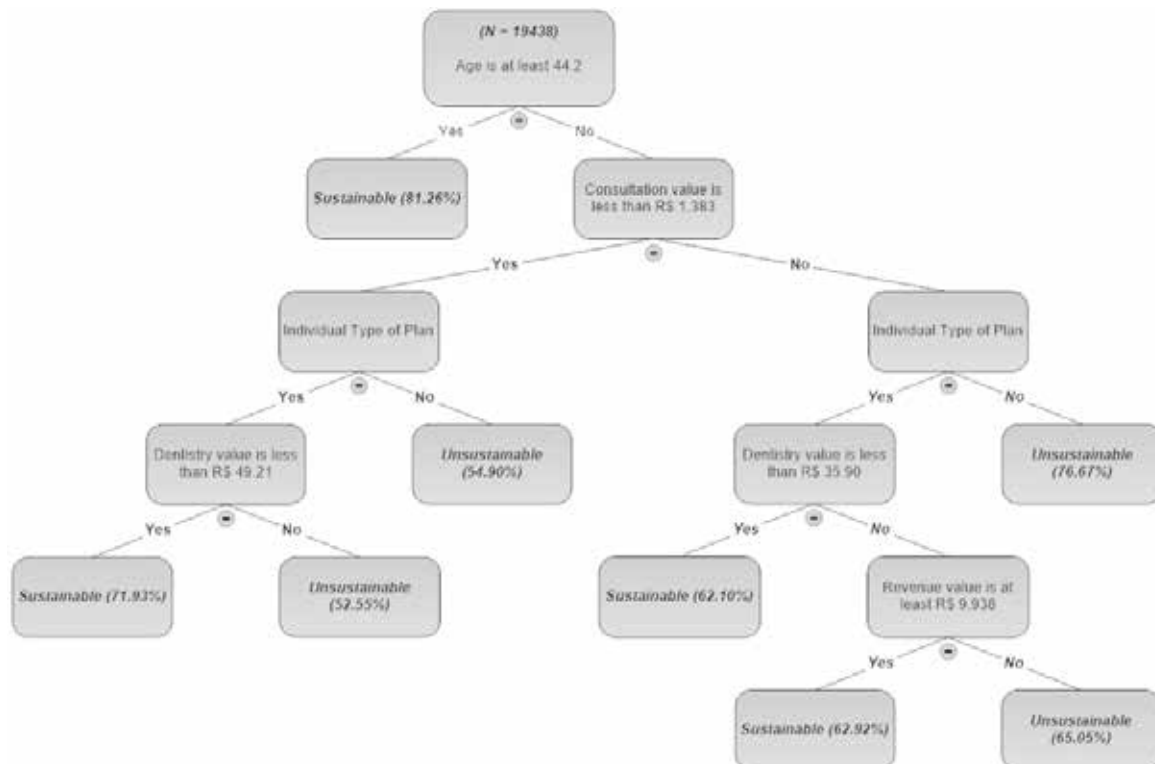 (N = 19438)
Age is at least 44.2
Yes
No
Sustainable (81.26%)
Consultation value is
less than R$ 1,383
Yes
No
Individual Type of Plan
Individual Type of Plan
Yes
No
Yes
No
Dentistry value is less
than R$ 49.21
Unsustainable
(54.90%)
Dentistry value is less
than R$ 35.90
Unsustainable
(76.67%)
Yes
No
Yes
No
Sustainable (71.93%)
Unsustainable
(52.55%)
Sustainable (62.10%)
Revenue value is at
least R$ 9.938
Yes
No
Sustainable (62.92%)
Unsustainable
(65.05%)